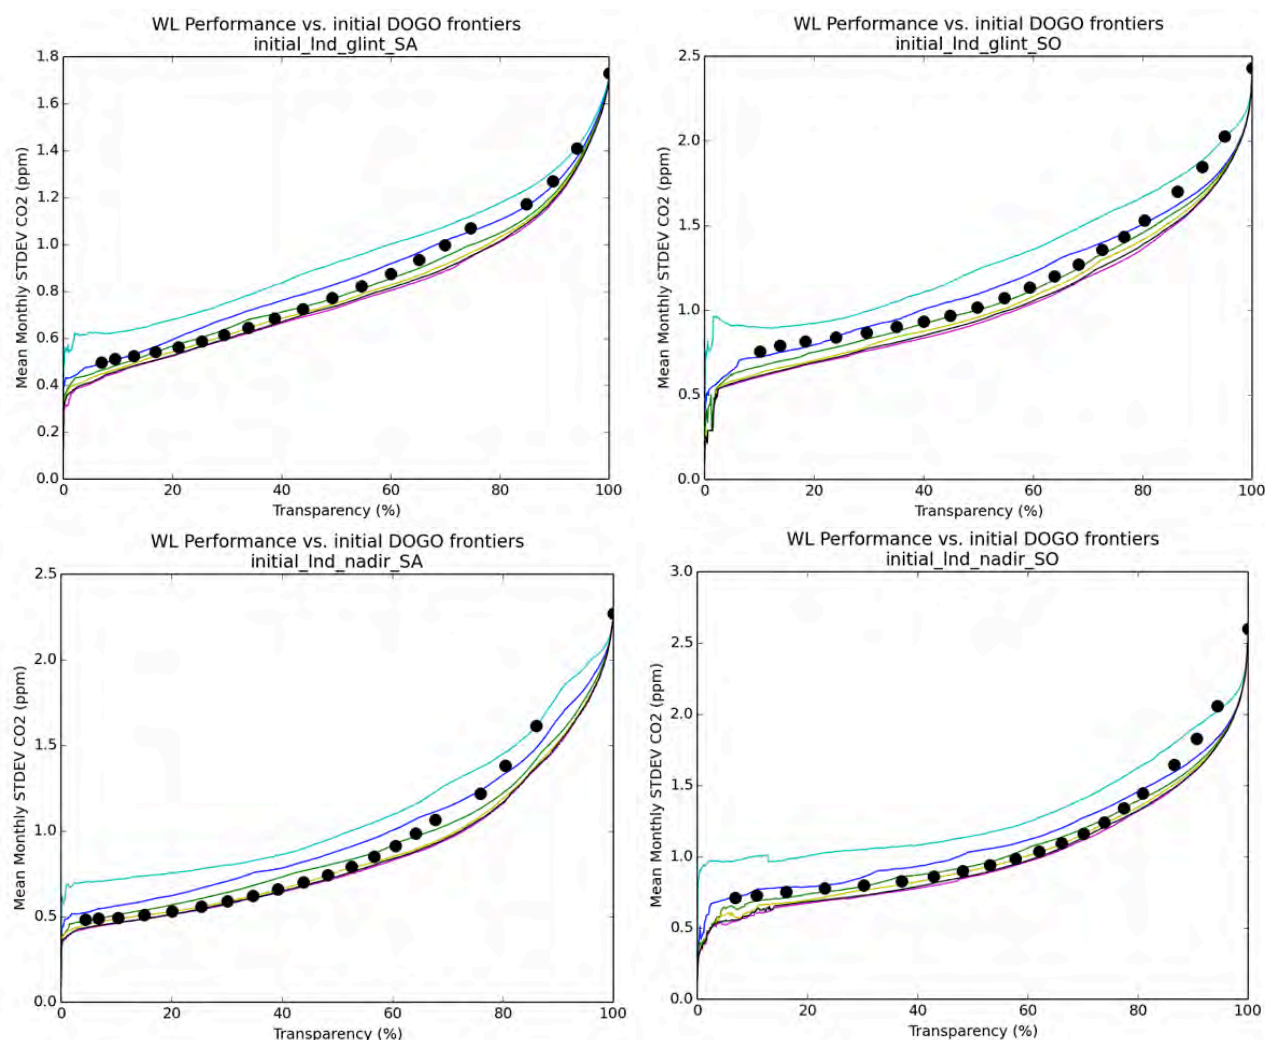 WL Performance vs. initial DOGO frontiers
initial_lnd_glint_SA
Mean Monthly STDEV CO2 (ppm)
1.8
1.6
1.4
1.2
1.0
0.8
0.6
0.4
0.2
0.0
0 20 40 60 80 100
Transparency (%)
WL Performance vs. initial DOGO frontiers
initial_lnd_glint_SO
Mean Monthly STDEV CO2 (ppm)
2.5
2.0
1.5
1.0
0.5
0.0
0 20 40 60 80 100
Transparency (%)
WL Performance vs. initial DOGO frontiers
initial_lnd_nadir_SA
Mean Monthly STDEV CO2 (ppm)
2.5
2.0
1.5
1.0
0.5
0.0
0 20 40 60 80 100
Transparency (%)
WL Performance vs. initial DOGO frontiers
initial_lnd_nadir_SO
Mean Monthly STDEV CO2 (ppm)
3.0
2.5
2.0
1.5
1.0
0.5
0.0
0 20 40 60 80 100
Transparency (%)